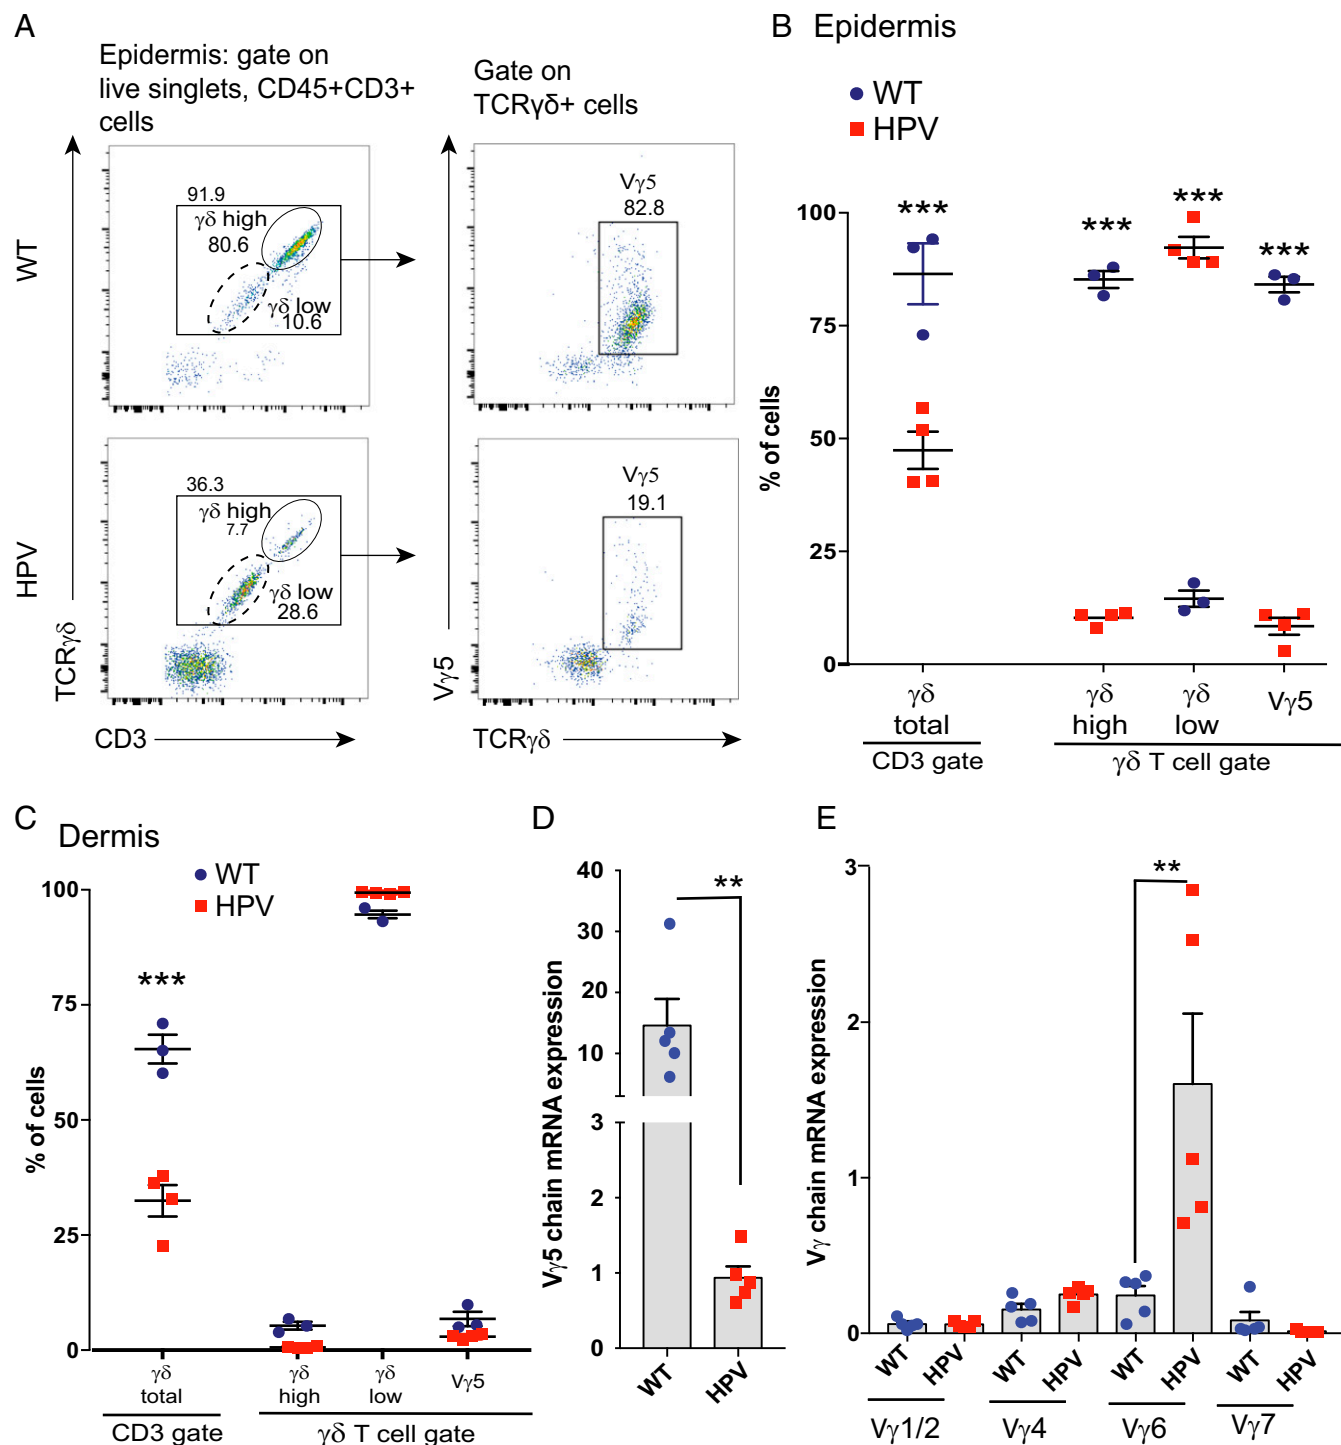 A
Epidermis: gate on
live singlets, CD45+CD3+
cells
Gate on
TCRγδ+ cells
WT
91.9
γδ high
80.6
γδ low
10.6
Vγ5
82.8
HPV
36.3
γδ high
7.7
γδ low
28.6
Vγ5
19.1
TCRγδ
CD3
Vγ5
TCRγδ
B Epidermis
WT
HPV
% of cells
100
75
50
25
0
***
***
***
***
γδ total
γδ high
γδ low
Vγ5
CD3 gate
γδ T cell gate
C Dermis
WT
HPV
% of cells
100
75
50
25
0
***
γδ total
γδ high
γδ low
Vγ5
CD3 gate
γδ T cell gate
D
Vγ5 chain mRNA expression
40
30
20
10
3
2
1
0
**
WT
HPV
E
Vγ chain mRNA expression
3
2
1
0
**
WT
HPV
WT
HPV
WT
HPV
WT
HPV
Vγ1/2
Vγ4
Vγ6
Vγ7